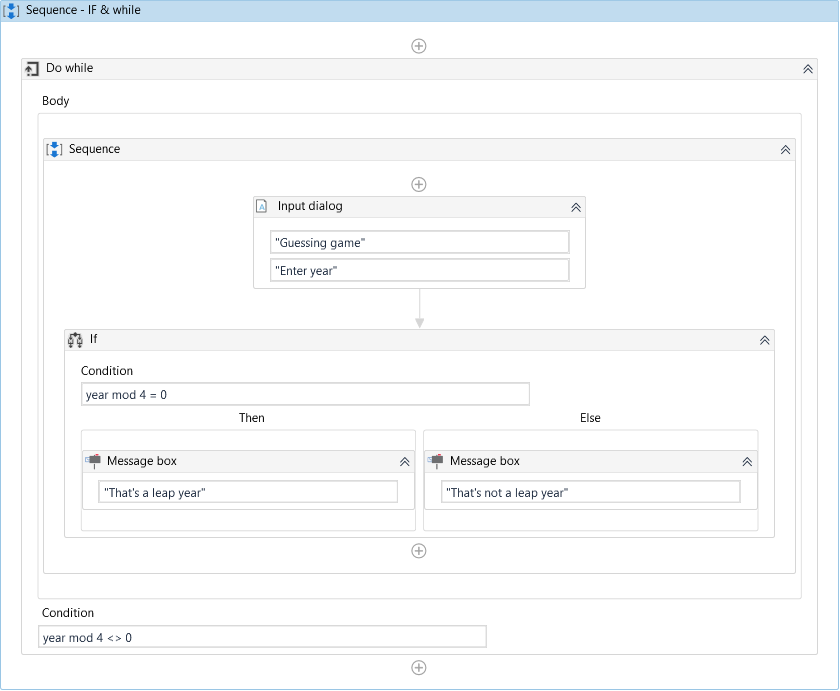 Sequence - IF & while
Do while
Body
Sequence
Input dialog
"Guessing game"
"Enter year"
If
Condition
year mod 4 = 0
Then
Else
Message box
"That's a leap year"
Message box
"That's not a leap year"
Condition
year mod 4 <> 0